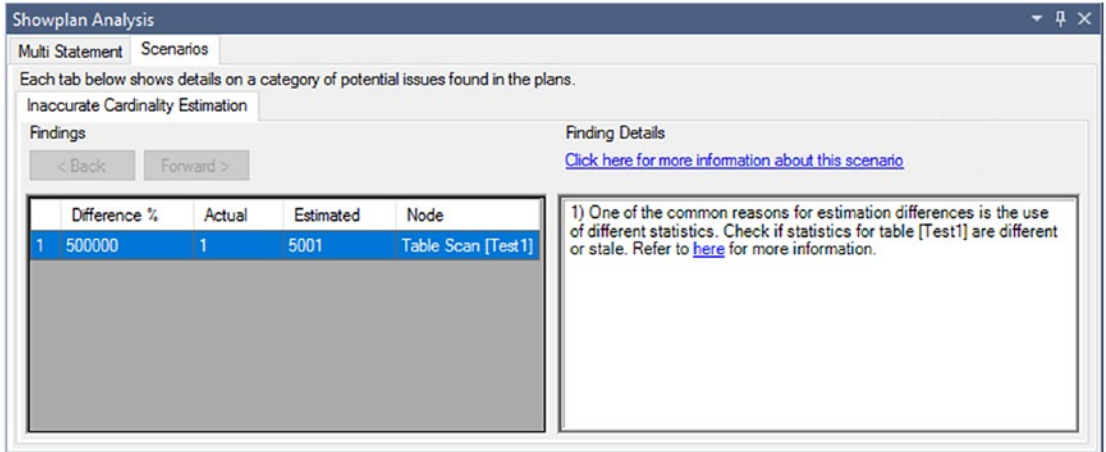 Showplan Analysis
Multi Statement Scenarios
Each tab below shows details on a category of potential issues found in the plans.
Inaccurate Cardinality Estimation
Findings
< Back Forward >
Difference % Actual Estimated Node
1 500000 1 5001 Table Scan [Test1]
Finding Details
Click here for more information about this scenario
1) One of the common reasons for estimation differences is the use
of different statistics. Check if statistics for table [Test1] are different
or stale. Refer to here for more information.